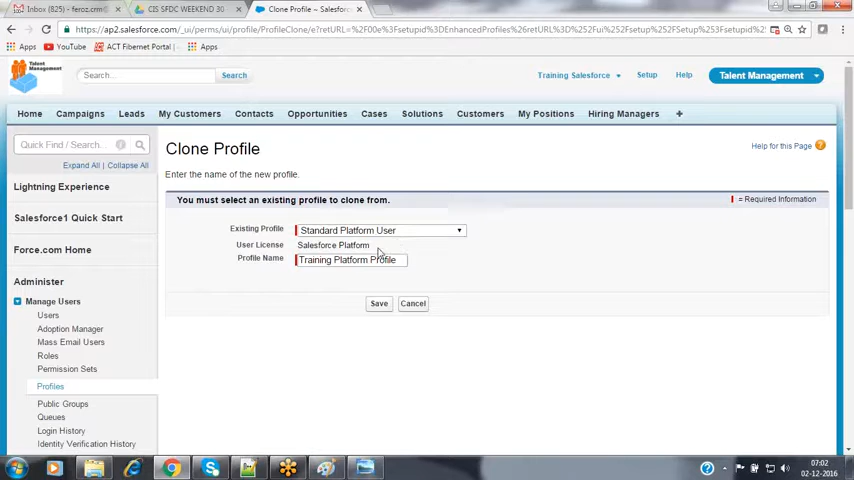 Inbox (825) - feroz.crm
CIS SFDC WEEKEND 30
Clone Profile ~ Salesforce
https://ap2.salesforce.com/_ui/perms/ui/profile/ProfileClone/e?retURL=%2F00e%3Fsetupid%3DEnhancedProfiles%26retURL%252Fui%252Fsetup%252FSetup%253Fsetupid
Apps
YouTube
ACT Fibernet Portal
Apps
Talent Management
Search...
Search
Training Salesforce
Setup
Help
Talent Management
Home
Campaigns
Leads
My Customers
Contacts
Opportunities
Cases
Solutions
Customers
My Positions
Hiring Managers
+
Quick Find / Search...
Expand All | Collapse All
Lightning Experience
Salesforce1 Quick Start
Force.com Home
Administer
Manage Users
Users
Adoption Manager
Mass Email Users
Roles
Permission Sets
Profiles
Public Groups
Queues
Login History
Identity Verification History
Clone Profile
Help for this Page
Enter the name of the new profile.
You must select an existing profile to clone from.
= Required Information
Existing Profile
Standard Platform User
User License
Salesforce Platform
Profile Name
Training Platform Profile
Save
Cancel
07:02
02-12-2016